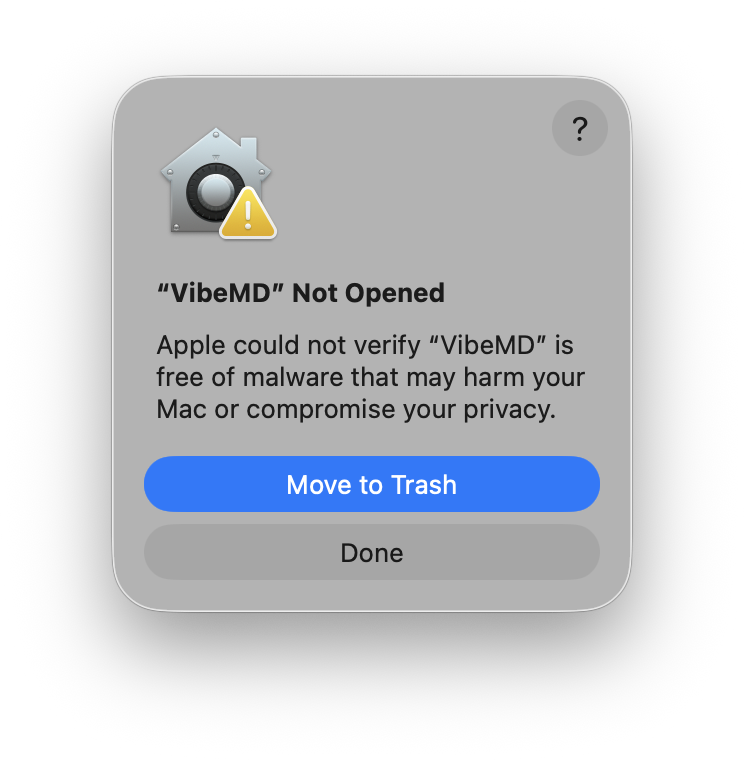 ?
“VibeMD” Not Opened
Apple could not verify “VibeMD” is
free of malware that may harm your
Mac or compromise your privacy.
Move to Trash
Done